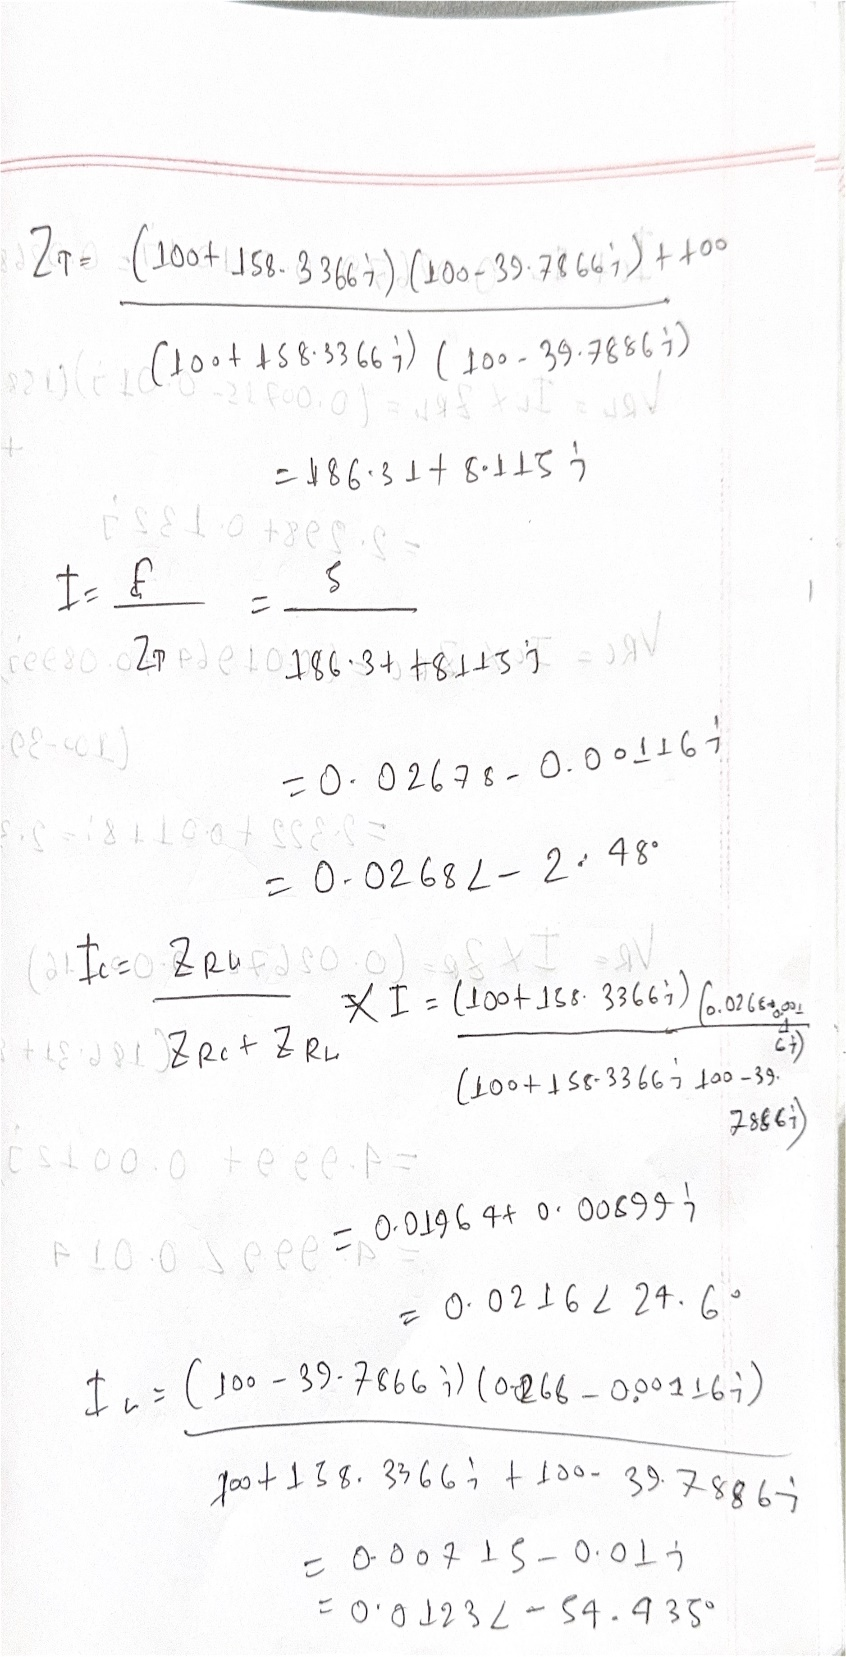 Z_T = (100+158.3366j)(100-39.7866j) + 100
(100+158.3366j) (100-39.7886j)
= 186.31 + 8.115j
I = E / Z_T = 5 / 186.31+8115j
= 0.02678 - 0.00116j
= 0.0268∠-2.48°
I_C = Z_RL / Z_RC + Z_RL × I = (100+158.3366j) (0.0268+0.00116j)
(100+158.3366j 100-39.7886j)
= 0.01964+0.00899j
= 0.0216∠24.6°
I_L = (100-39.7866j)(0.0268-0.00116j)
100+138.3366j + 100-39.7886j
= 0.00715-0.01j
= 0.0123∠-54.435°